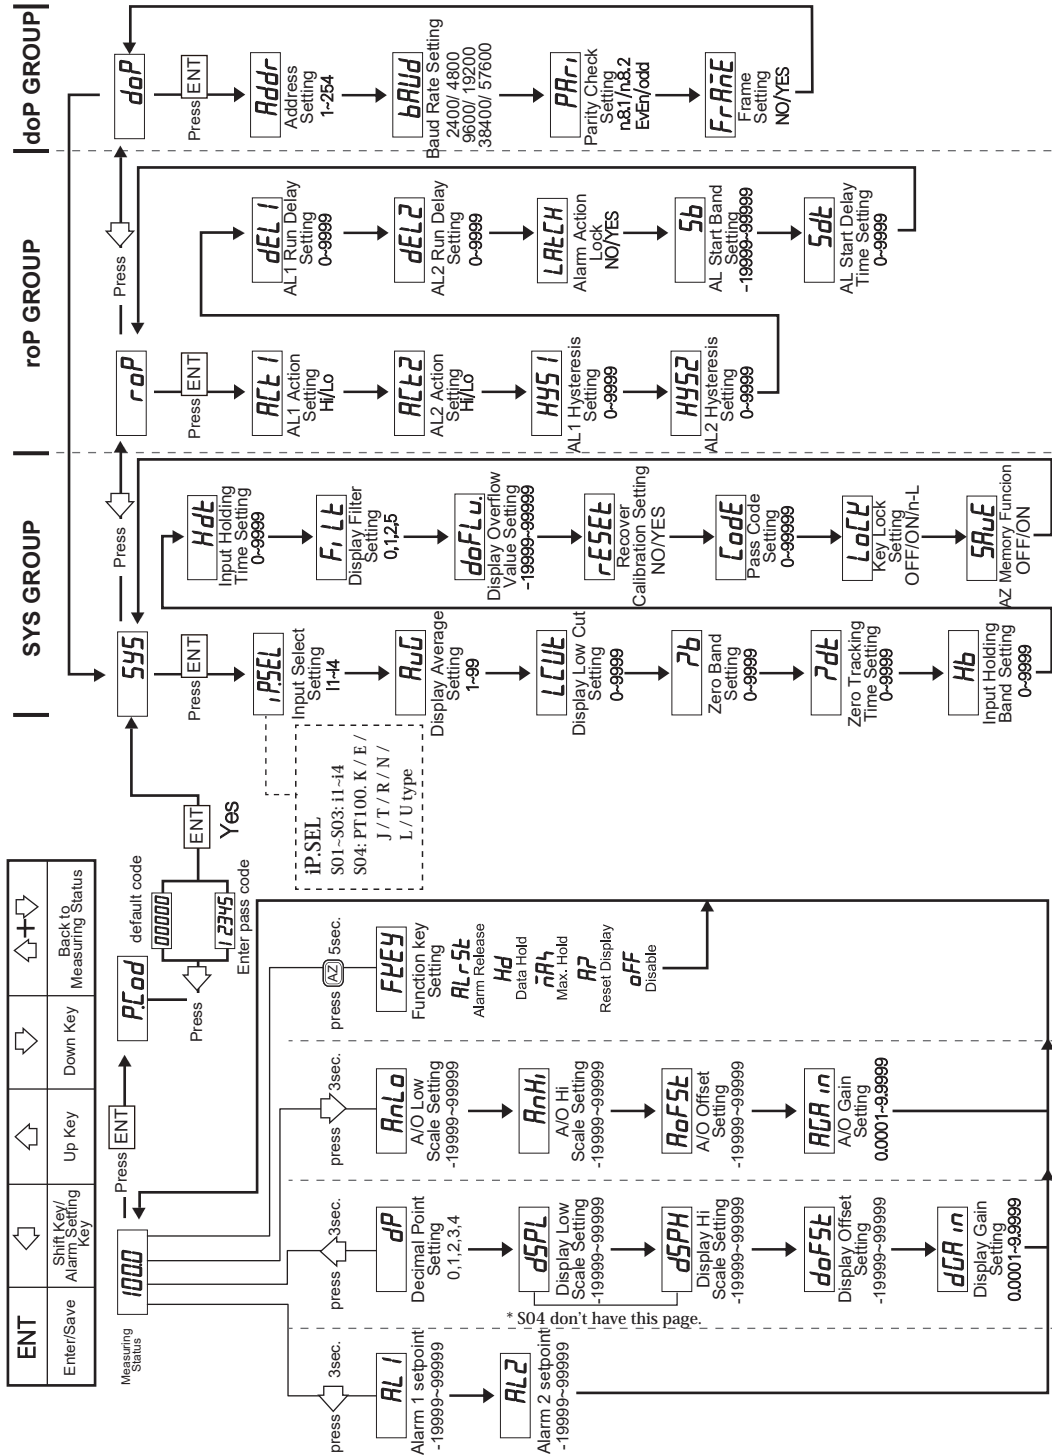 ENT
Enter/Save
Shift Key/
Alarm Setting
Key
Up Key
Down Key
+
Back to
Measuring Status
100.0
Measuring
Status
Press ENT
P.Cod
Press
default code
00000
12345
Enter pass code
ENT
Yes
press 3sec.
AL1
Alarm 1 setpoint
-19999~99999
AL2
Alarm 2 setpoint
-19999~99999
press 3sec.
dP
Decimal Point
Setting
0,1,2,3,4
dSPL
Display Low
Scale Setting
-19999~99999
dSPH
Display Hi
Scale Setting
-19999~99999
* S04 don't have this page.
doFSt
Display Offset
Setting
-19999~99999
dGAin
Display Gain
Setting
0.0001~9.9999
press 3sec.
AnLo
A/O Low
Scale Setting
-19999~99999
AnHi
A/O Hi
Scale Setting
-19999~99999
AoFSt
A/O Offset
Setting
-19999~99999
AGAin
A/O Gain
Setting
0.0001~9.9999
press AZ 5sec.
FKEY
Function key
Setting
ALrSt
Alarm Release
Hd
Data Hold
mAh
Max. Hold
AP
Reset Display
oFF
Disable
SYS GROUP
SYS
Press ENT
iP.SEL
Input Select
Setting
I1~I4
iP.SEL
S01~S03: i1~i4
S04: PT100. K / E /
J / T / R / N /
L / U type
AvG
Display Average
Setting
1~99
LCUt
Display Low Cut
Setting
0~9999
Zb
Zero Band
Setting
0~9999
Zdt
Zero Tracking
Time Setting
0~9999
Hb
Input Holding
Band Setting
0~9999
Hdt
Input Holding
Time Setting
0~9999
FiLt
Display Filter
Setting
0,1,2,5
doFLw.
Display Overflow
Value Setting
-19999~99999
rESEt
Recover
Calibration Setting
NO/YES
CodE
Pass Code
Setting
0~99999
LoCK
Key Lock
Setting
OFF/ON/n-L
SAvE
AZ Memory Funcion
OFF/ON
Press
roP GROUP
roP
Press ENT
ACt1
AL1 Action
Setting
Hi/Lo
ACt2
AL2 Action
Setting
Hi/Lo
HYS1
AL1 Hysteresis
Setting
0~9999
HYS2
AL2 Hysteresis
Setting
0~9999
dEL1
AL1 Run Delay
Setting
0~9999
dEL2
AL2 Run Delay
Setting
0~9999
LAtCH
Alarm Action
Lock
NO/YES
Sb
AL Start Band
Setting
-19999~99999
Sdt
AL Start Delay
Time Setting
0~9999
Press
doP GROUP
doP
Press ENT
Addr
Address
Setting
1~254
bAUd
Baud Rate Setting
2400/ 4800
9600/ 19200
38400/ 57600
PAri
Parity Check
Setting
n.8.1/n.8.2
EvEn/odd
FrAmE
Frame
Setting
NO/YES